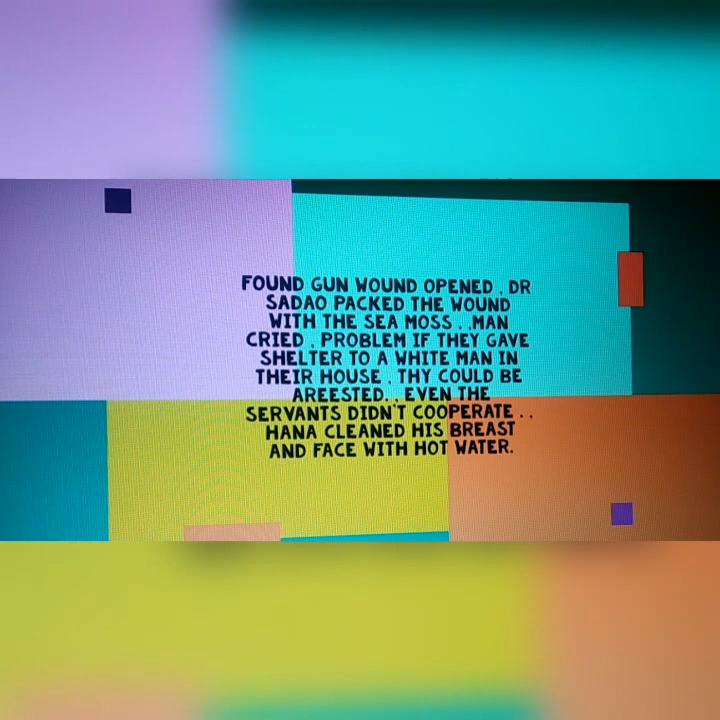 FOUND GUN WOUND OPENED . DR
SADAO PACKED THE WOUND
WITH THE SEA MOSS . .MAN
CRIED . PROBLEM IF THEY GAVE
SHELTER TO A WHITE MAN IN
THEIR HOUSE . THY COULD BE
AREESTED. . EVEN THE
SERVANTS DIDN'T COOPERATE . .
HANA CLEANED HIS BREAST
AND FACE WITH HOT WATER.